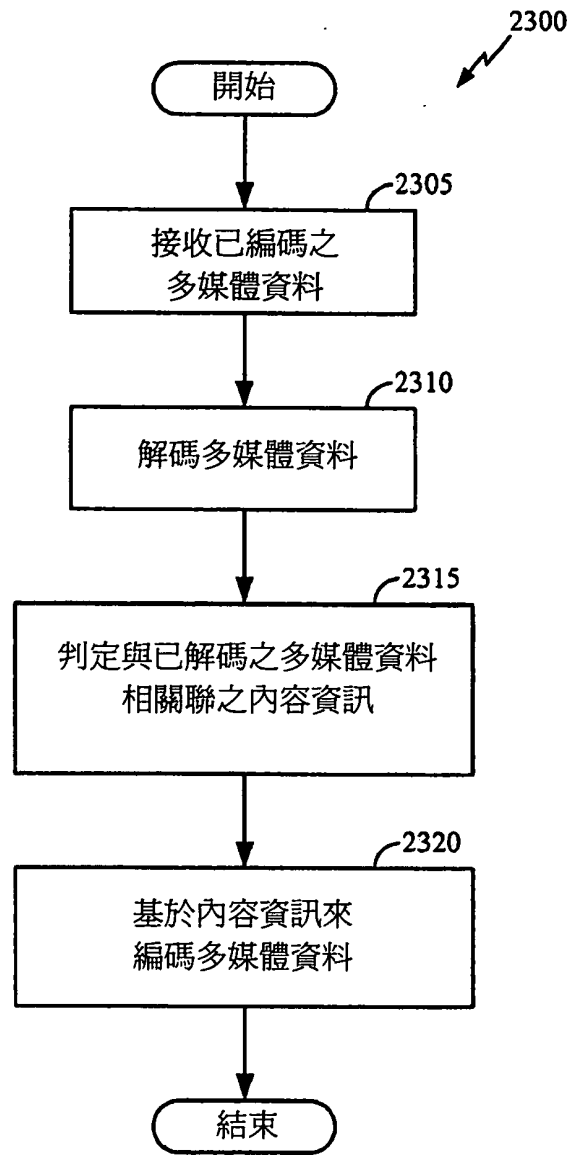 2300
開始
2305
接收已編碼之
多媒體資料
2310
解碼多媒體資料
2315
判定與已解碼之多媒體資料
相關聯之內容資訊
2320
基於內容資訊來
編碼多媒體資料
結束